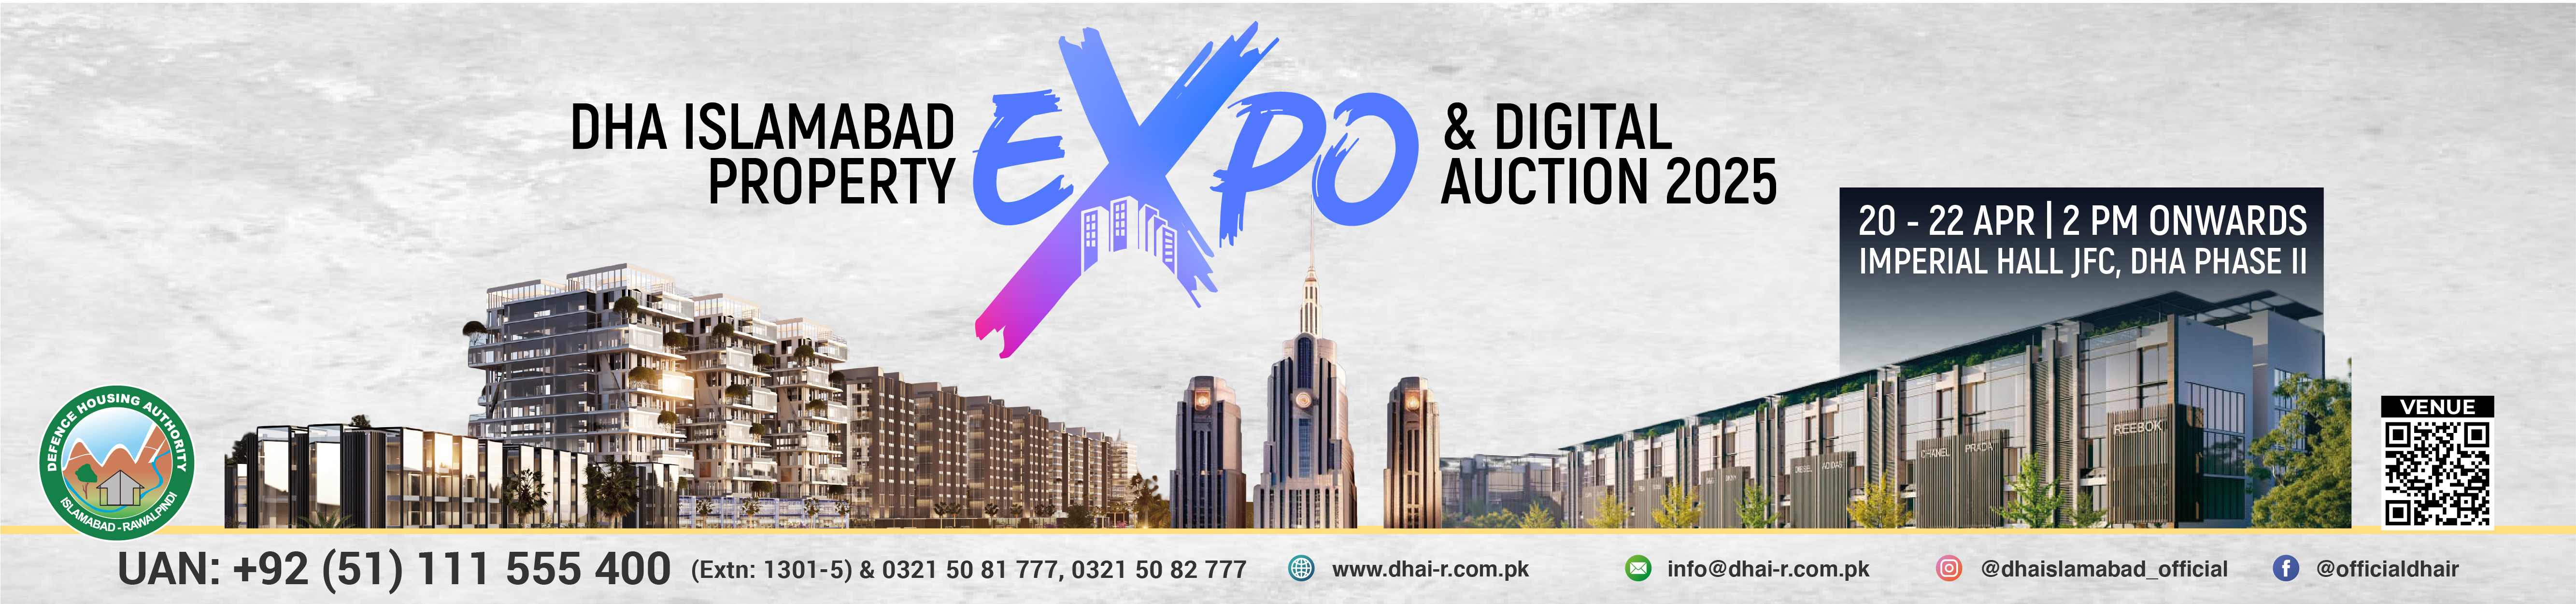 DHA ISLAMABAD
PROPERTY
EXPO
& DIGITAL
AUCTION 2025
20 - 22 APR | 2 PM ONWARDS
IMPERIAL HALL JFC, DHA PHASE II
DEFENCE HOUSING AUTHORITY
ISLAMABAD - RAWALPINDI
DIESEL ADIDAS
CHANEL PRADA
REEBOK
VENUE
UAN: +92 (51) 111 555 400 (Extn: 1301-5) & 0321 50 81 777, 0321 50 82 777
www.dhai-r.com.pk
info@dhai-r.com.pk
@dhaislamabad_official
@officialdhair